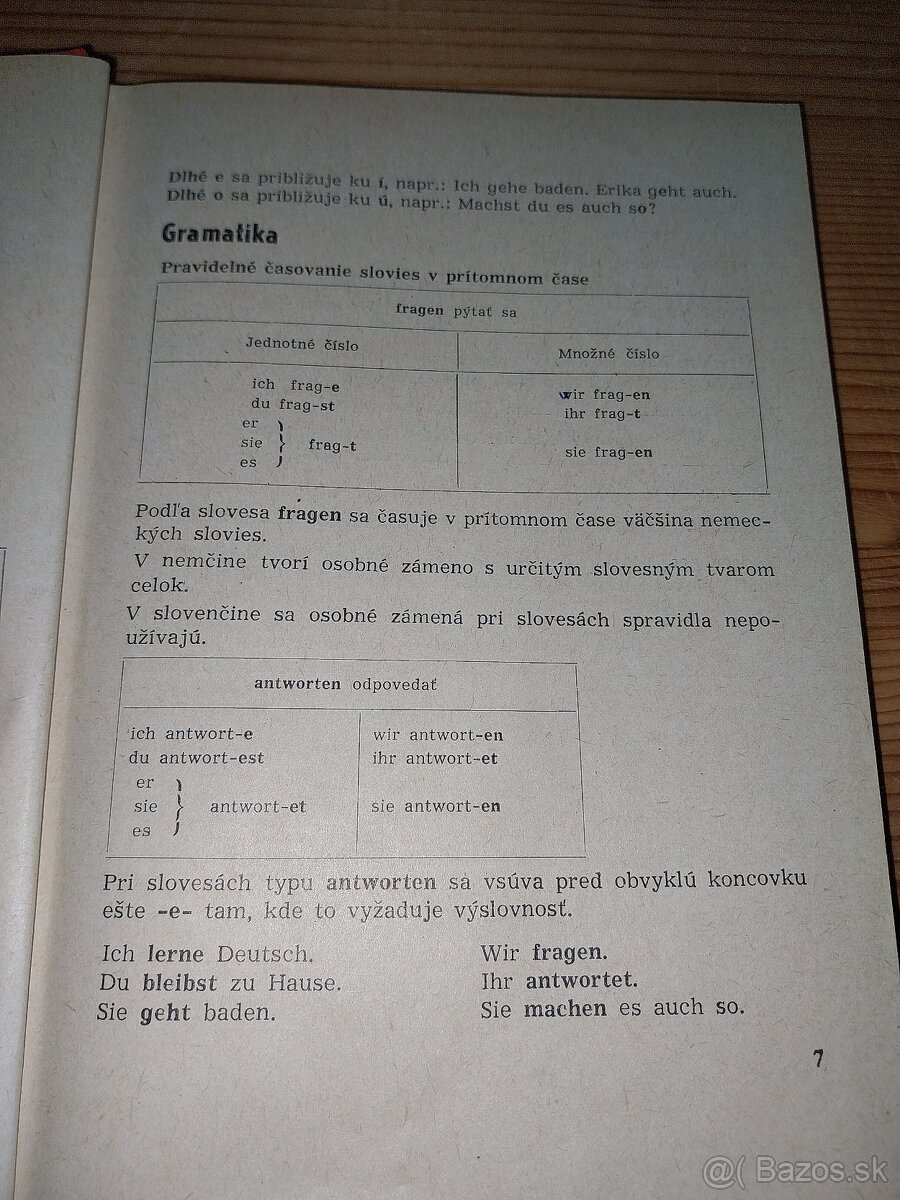 Dlhé e sa približuje ku í, napr.: Ich gehe baden. Erika geht auch.
Dlhé o sa približuje ku ú, napr.: Machst du es auch so?
Gramatika
Pravidelné časovanie slovies v prítomnom čase
fragen pýtať sa
Jednotné číslo
Množné číslo
ich frag-e
du frag-st
er
sie } frag-t
es
wir frag-en
ihr frag-t
sie frag-en
Podľa slovesa fragen sa časuje v prítomnom čase väčšina nemec-
kých slovies.
V nemčine tvorí osobné zámeno s určitým slovesným tvarom
celok.
V slovenčine sa osobné zámená pri slovesách spravidla nepo-
užívajú.
antworten odpovedať
ich antwort-e
du antwort-est
er
sie } antwort-et
es
wir antwort-en
ihr antwort-et
sie antwort-en
Pri slovesách typu antworten sa vsúva pred obvyklú koncovku
ešte -e- tam, kde to vyžaduje výslovnosť.
Ich lerne Deutsch.
Du bleibst zu Hause.
Sie geht baden.
Wir fragen.
Ihr antwortet.
Sie machen es auch so.
7
@( Bazos.sk